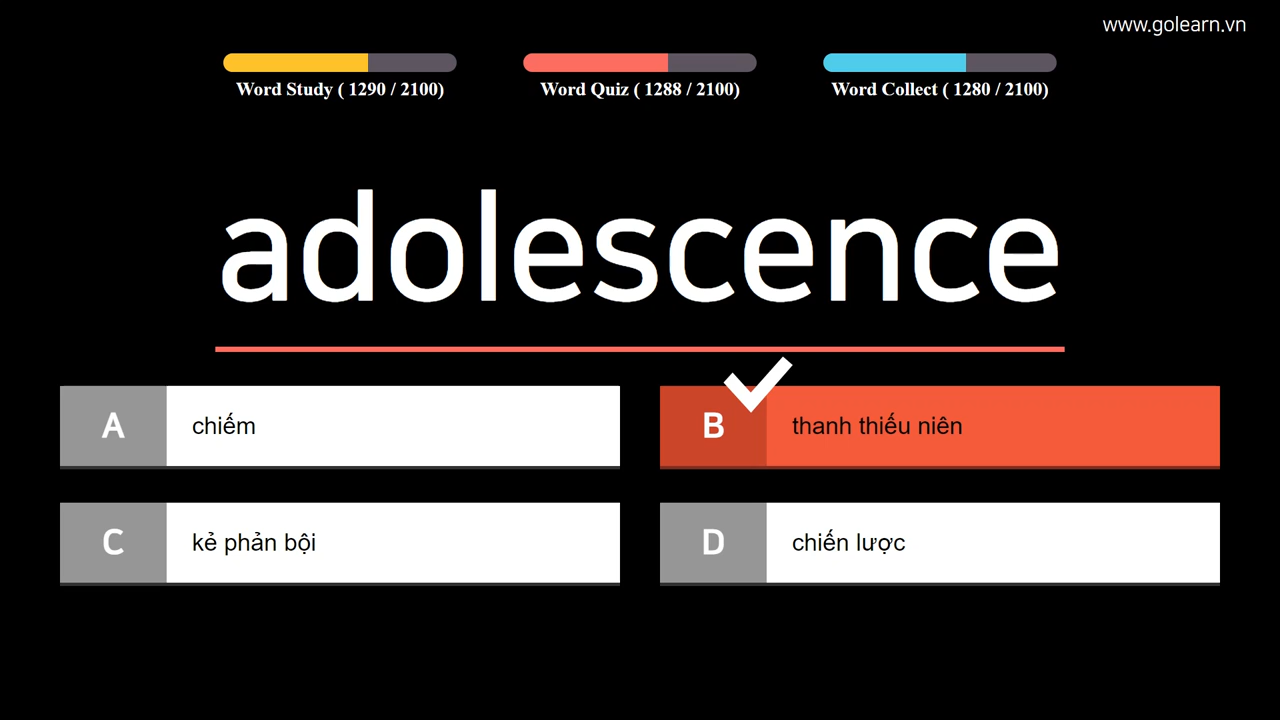 www.golearn.vn
Word Study ( 1290 / 2100)
Word Quiz ( 1288 / 2100)
Word Collect ( 1280 / 2100)
adolescence
A chiếm
B thanh thiếu niên
C kẻ phản bội
D chiến lược